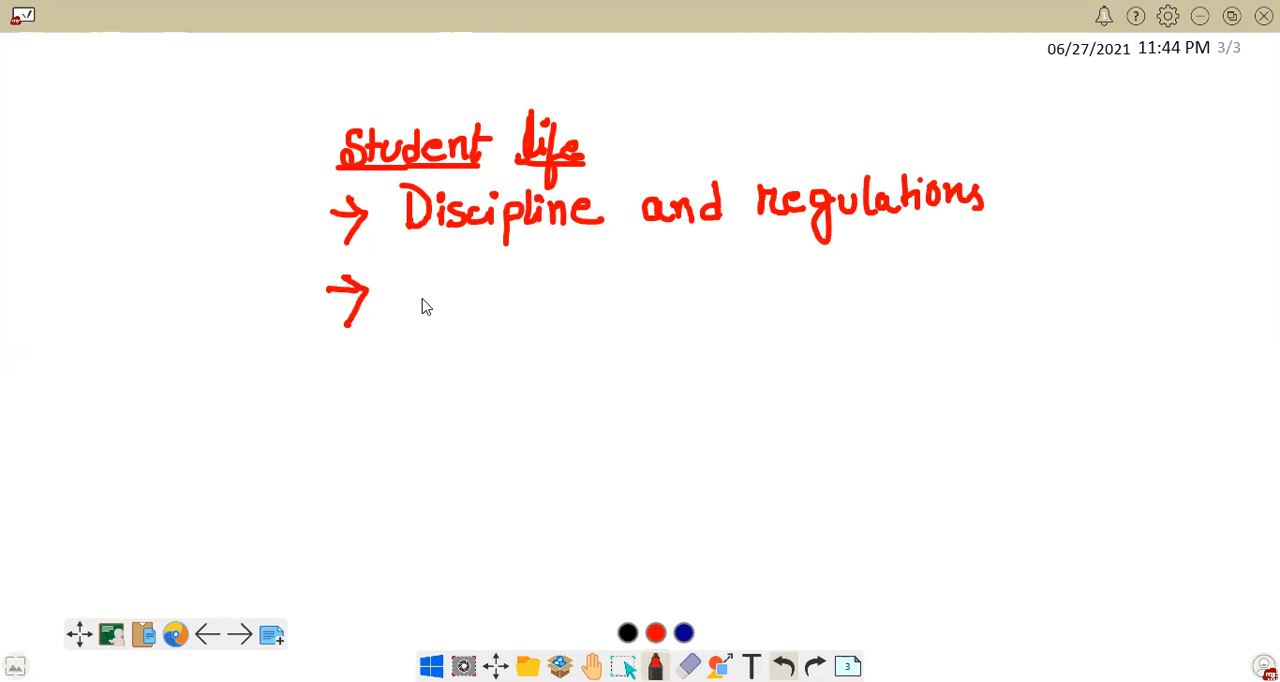 06/27/2021 11:44 PM 3/3
Student life
→ Discipline and regulations
→
T
3